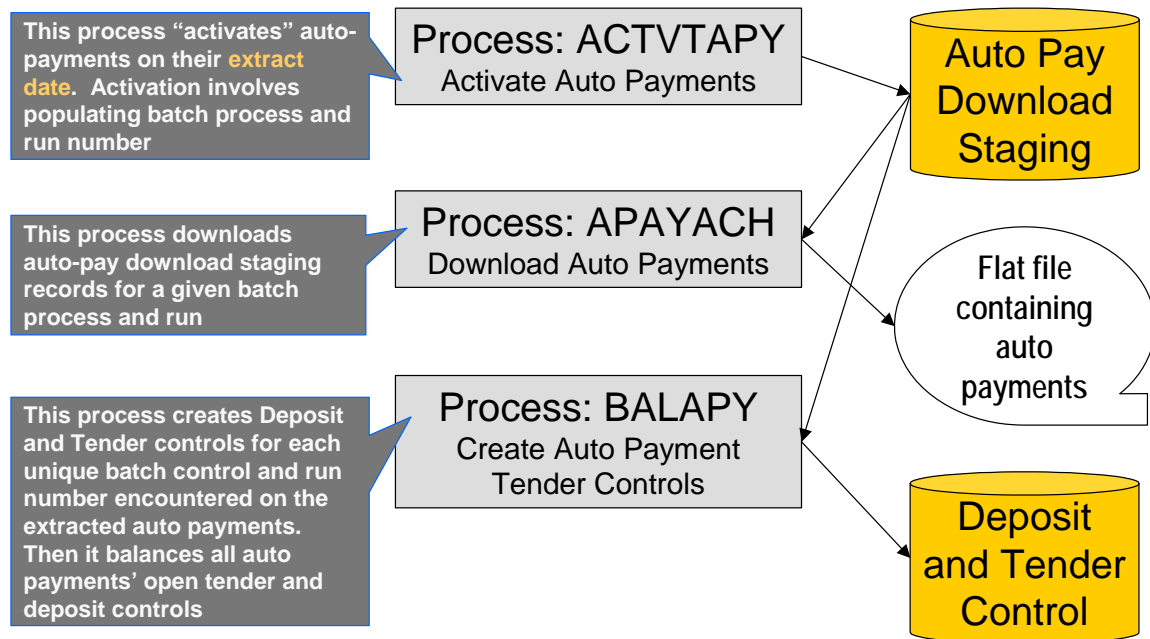 This process “activates” auto-
payments on their extract
date.  Activation involves
populating batch process and
run number
Process: ACTVTAPY
Activate Auto Payments
Auto Pay
Download
Staging
This process downloads
auto-pay download staging
records for a given batch
process and run
Process: APAYACH
Download Auto Payments
Flat file
containing
auto
payments
This process creates Deposit
and Tender controls for each
unique batch control and run
number encountered on the
extracted auto payments.
Then it balances all auto
payments’ open tender and
deposit controls
Process: BALAPY
Create Auto Payment
Tender Controls
Deposit
and Tender
Control